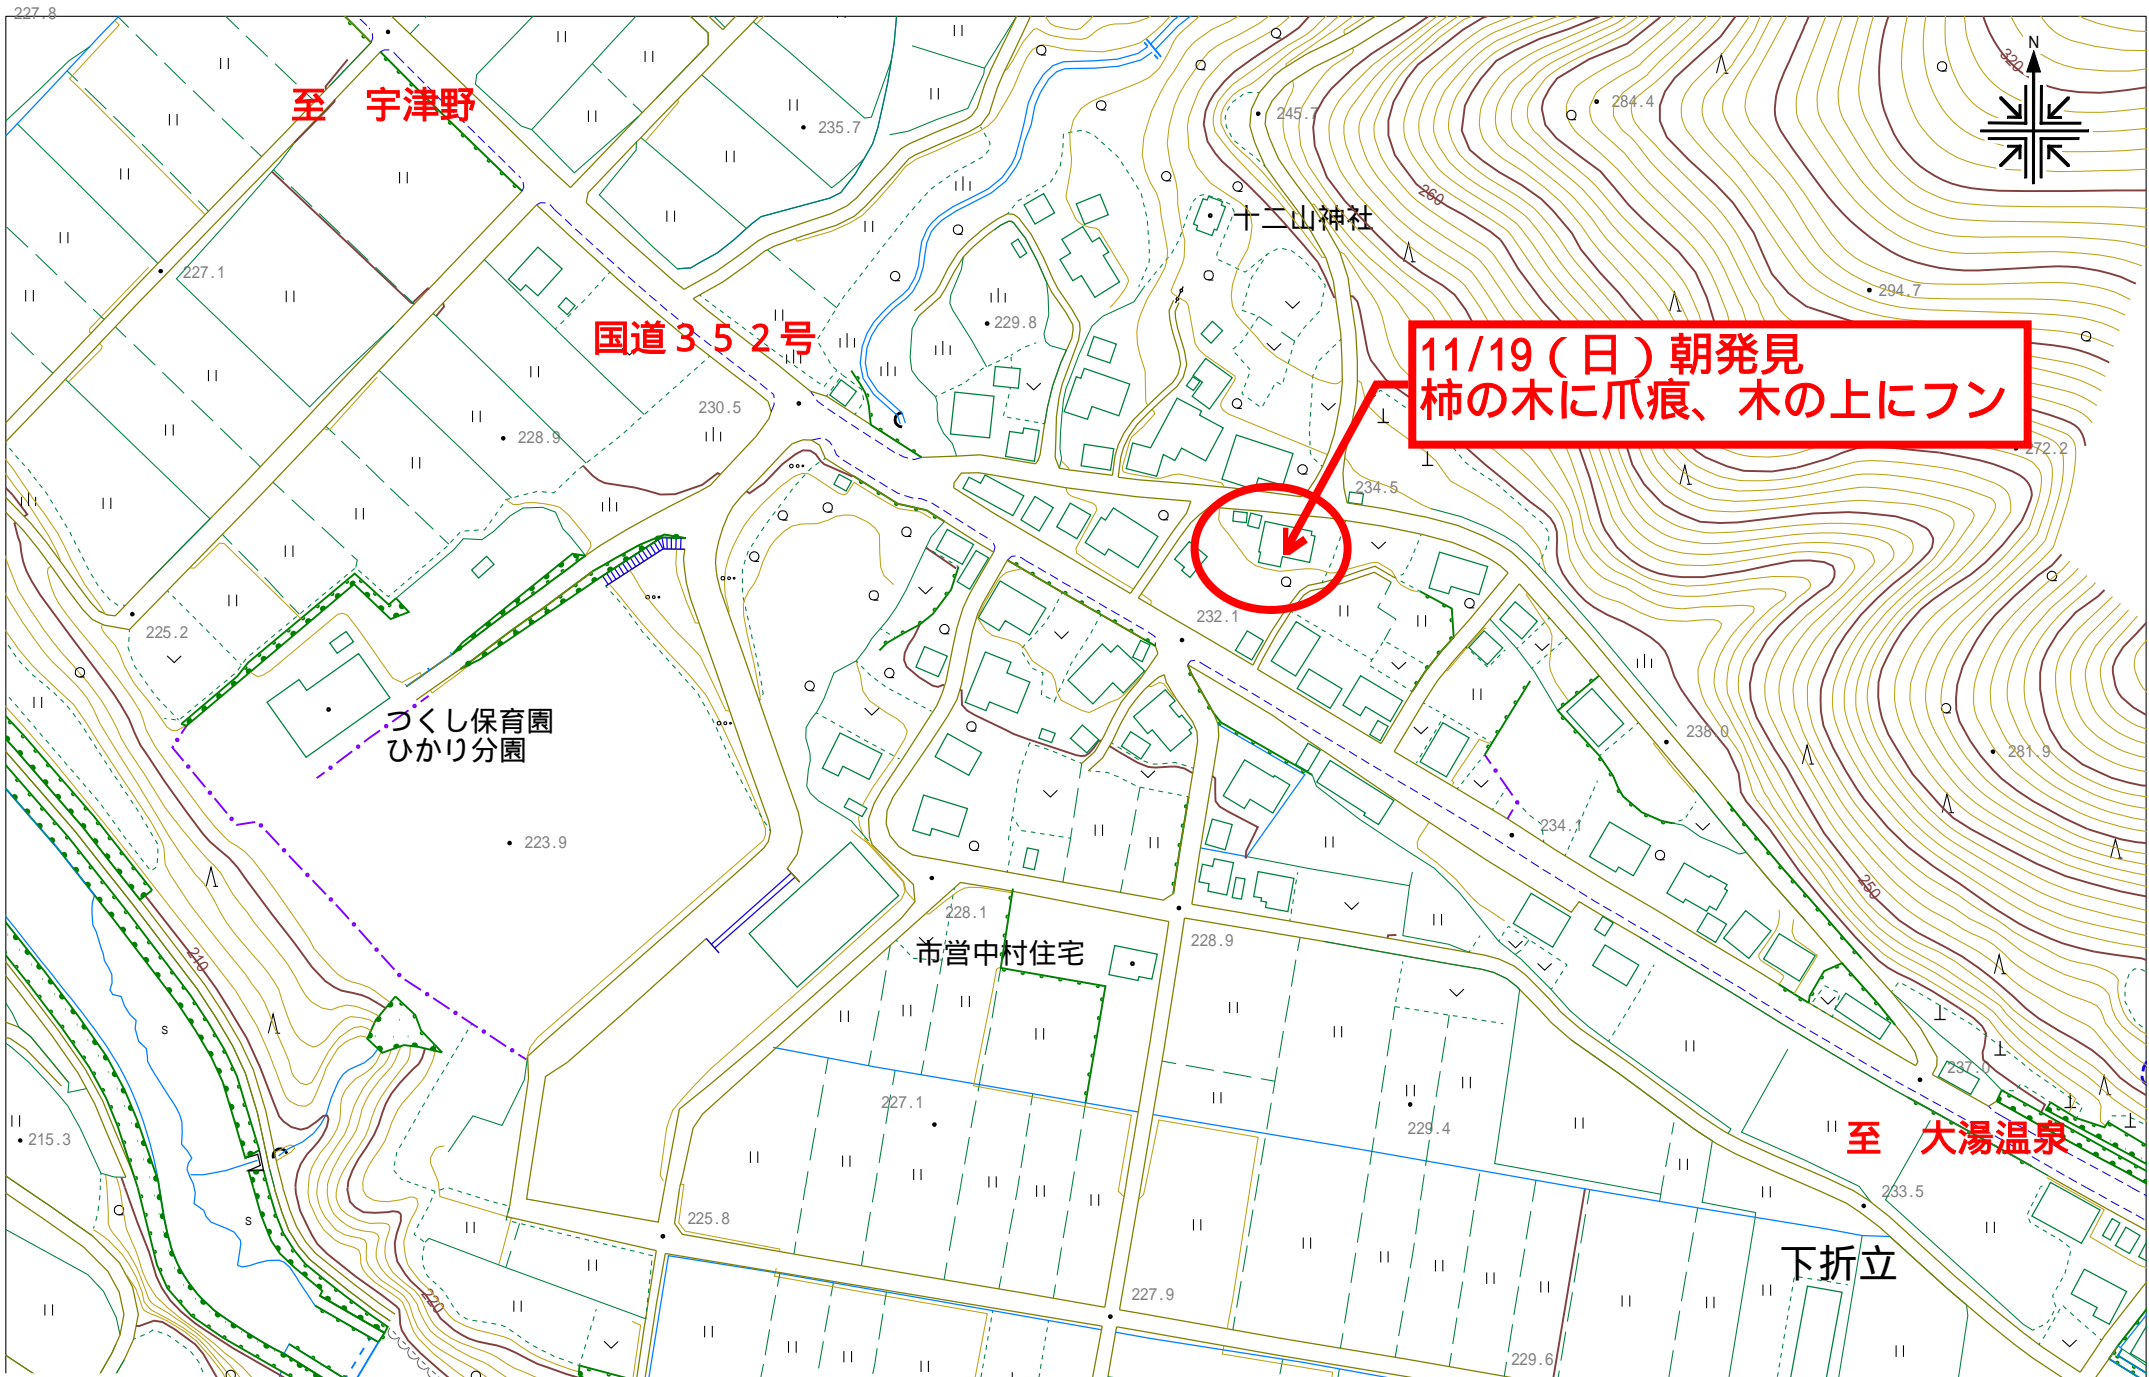 227.8
N
320
至　宇津野
284.4
245.7
235.7
260
十二山神社
227.1
294.7
229.8
国道３５２号
11/19（日）朝発見
柿の木に爪痕、木の上にフン
230.5
228.9
272.2
234.5
232.1
225.2
238.0
281.9
つくし保育園
ひかり分園
234.1
223.9
250
228.1
228.9
市営中村住宅
210
S
237.0
227.1
229.4
至　大湯温泉
215.3
233.5
S
225.8
下折立
227.9
220
229.6